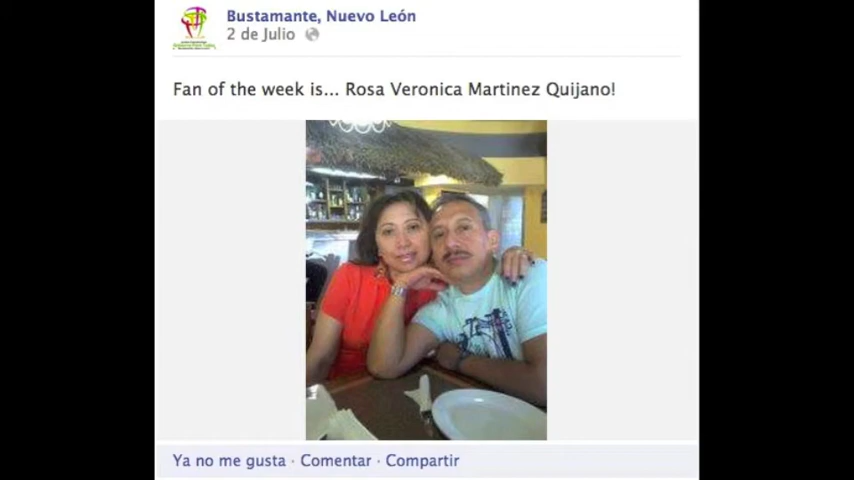 Bustamante, Nuevo León
2 de Julio
Fan of the week is... Rosa Veronica Martinez Quijano!
Ya no me gusta · Comentar · Compartir